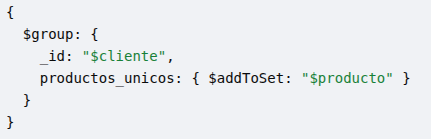 {
  $group: {
    _id: "$cliente",
    productos_unicos: { $addToSet: "$producto" }
  }
}